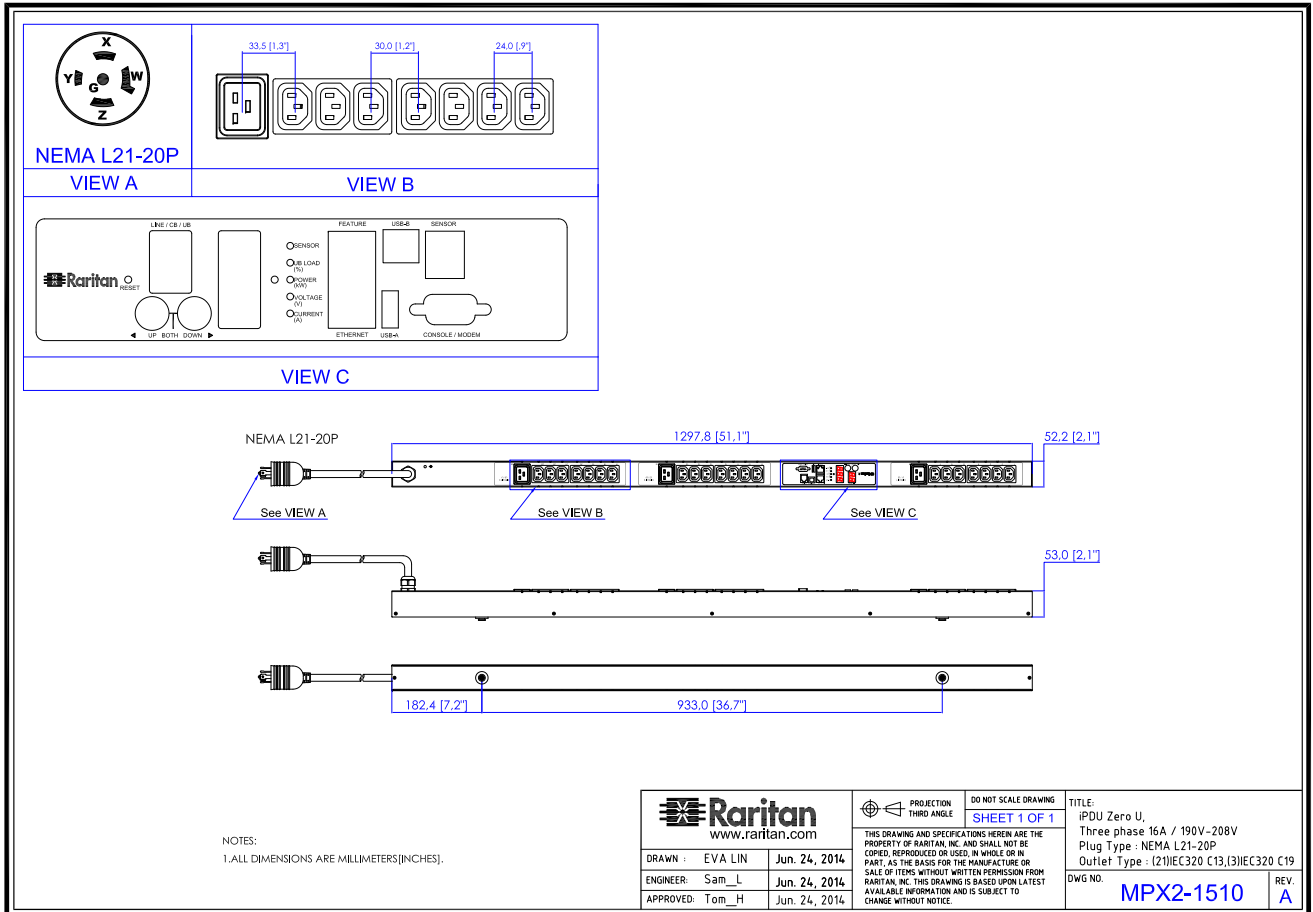 X
Y
W
G
Z
NEMA L21-20P
VIEW A
33,5 [1,3"]
30,0 [1,2"]
24,0 [,9"]
VIEW B
LINE / CB / UB
FEATURE
USB-B
SENSOR
Raritan
RESET
SENSOR
UB LOAD
(%)
POWER
(kW)
VOLTAGE
(V)
CURRENT
(A)
UP BOTH DOWN
ETHERNET
USB-A
CONSOLE / MODEM
VIEW C
NEMA L21-20P
1297,8 [51,1"]
52,2 [2,1"]
See VIEW A
See VIEW B
See VIEW C
53,0 [2,1"]
182,4 [7,2"]
933,0 [36,7"]
NOTES:
1.ALL DIMENSIONS ARE MILLIMETERS[INCHES].
Raritan
www.raritan.com
DRAWN : EVA LIN Jun. 24, 2014
ENGINEER: Sam__L Jun. 24, 2014
APPROVED: Tom_H Jun. 24, 2014
PROJECTION
THIRD ANGLE
DO NOT SCALE DRAWING
SHEET 1 OF 1
THIS DRAWING AND SPECIFICATIONS HEREIN ARE THE
PROPERTY OF RARITAN, INC. AND SHALL NOT BE
COPIED, REPRODUCED OR USED, IN WHOLE OR IN
PART, AS THE BASIS FOR THE MANUFACTURE OR
SALE OF ITEMS WITHOUT WRITTEN PERMISSION FROM
RARITAN, INC. THIS DRAWING IS BASED UPON LATEST
AVAILABLE INFORMATION AND IS SUBJECT TO
CHANGE WITHOUT NOTICE.
TITLE:
iPDU Zero U,
Three phase 16A / 190V-208V
Plug Type : NEMA L21-20P
Outlet Type : (21)IEC320 C13,(3)IEC320 C19
DWG NO.
MPX2-1510
REV.
A